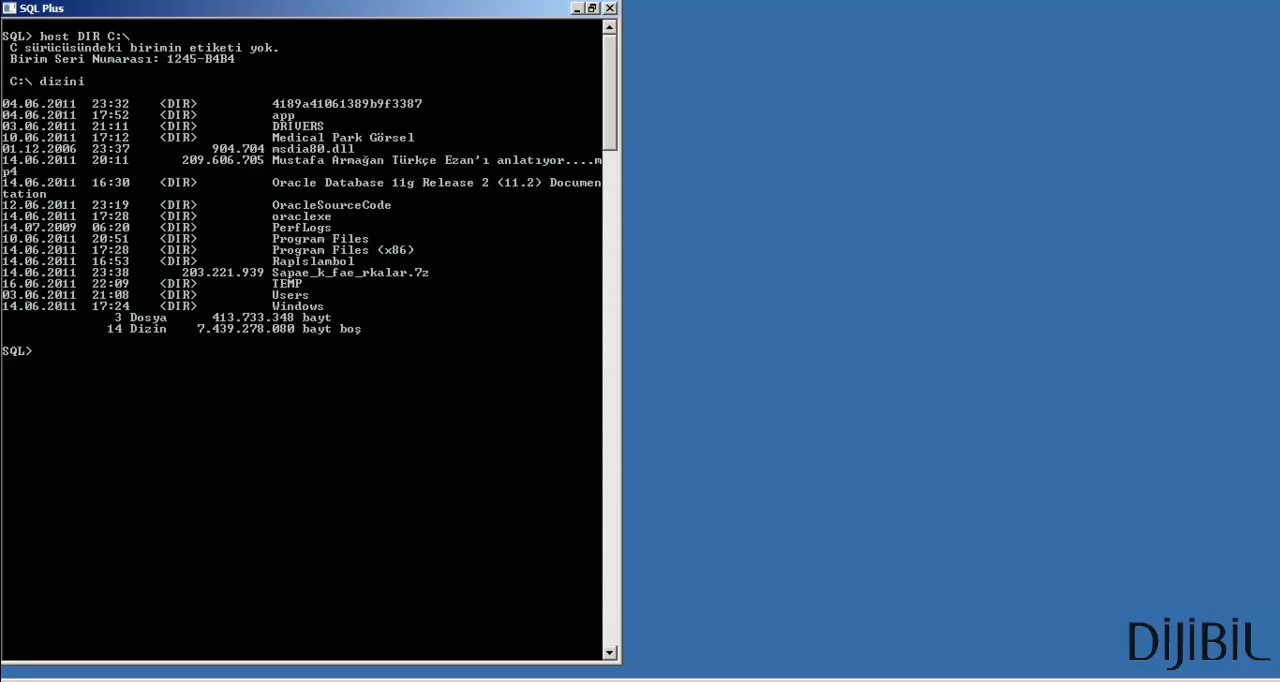 SQL Plus
SQL> host DIR C:\
C sürücüsündeki birimin etiketi yok.
Birim Seri Numarası: 1245-B4B4
C:\ dizini
04.06.2011 23:32 <DIR> 4189a41061389b9f3387
04.06.2011 17:52 <DIR> app
03.06.2011 21:11 <DIR> DRIVERS
10.06.2011 17:12 <DIR> Medical Park Görsel
01.12.2006 23:37 904.704 msdia80.dll
14.06.2011 20:11 209.606.705 Mustafa Armağan Türkçe Ezan'ı anlatıyor....m
p4
14.06.2011 16:30 <DIR> Oracle Database 11g Release 2 (11.2) Documen
tation
12.06.2011 23:19 <DIR> OracleSourceCode
14.06.2011 17:28 <DIR> oraclexe
14.07.2009 06:20 <DIR> PerfLogs
10.06.2011 20:51 <DIR> Program Files
14.06.2011 17:28 <DIR> Program Files (x86)
14.06.2011 16:53 <DIR> RapIslambol
14.06.2011 23:38 203.221.939 Sapae_k_fae_rkalar.7z
16.06.2011 22:09 <DIR> TEMP
03.06.2011 21:08 <DIR> Users
14.06.2011 17:24 <DIR> Windows
3 Dosya 413.733.348 bayt
14 Dizin 7.439.278.080 bayt boş
SQL>
DiJiBiL